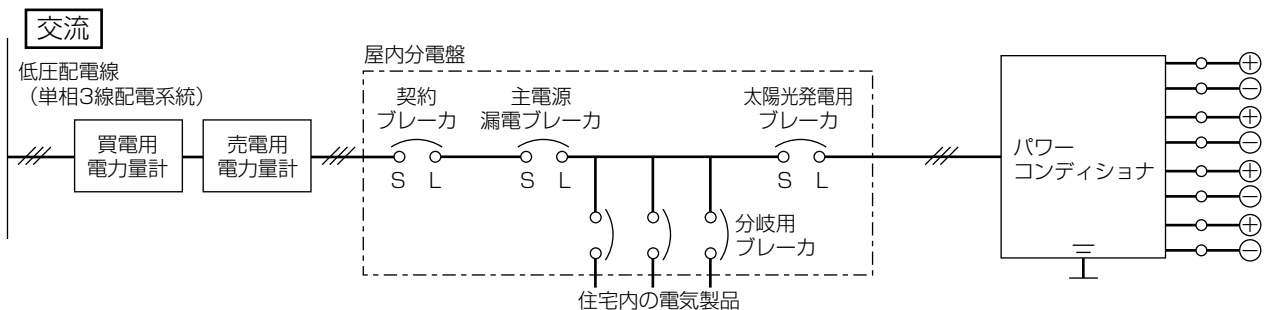 交流
低圧配電線
（単相3線配電系統）
買電用
電力量計
売電用
電力量計
屋内分電盤
契約
ブレーカ
S L
主電源
漏電ブレーカ
S L
太陽光発電用
ブレーカ
S L
分岐用
ブレーカ
住宅内の電気製品
パワー
コンディショナ
+
−
+
−
+
−
+
−